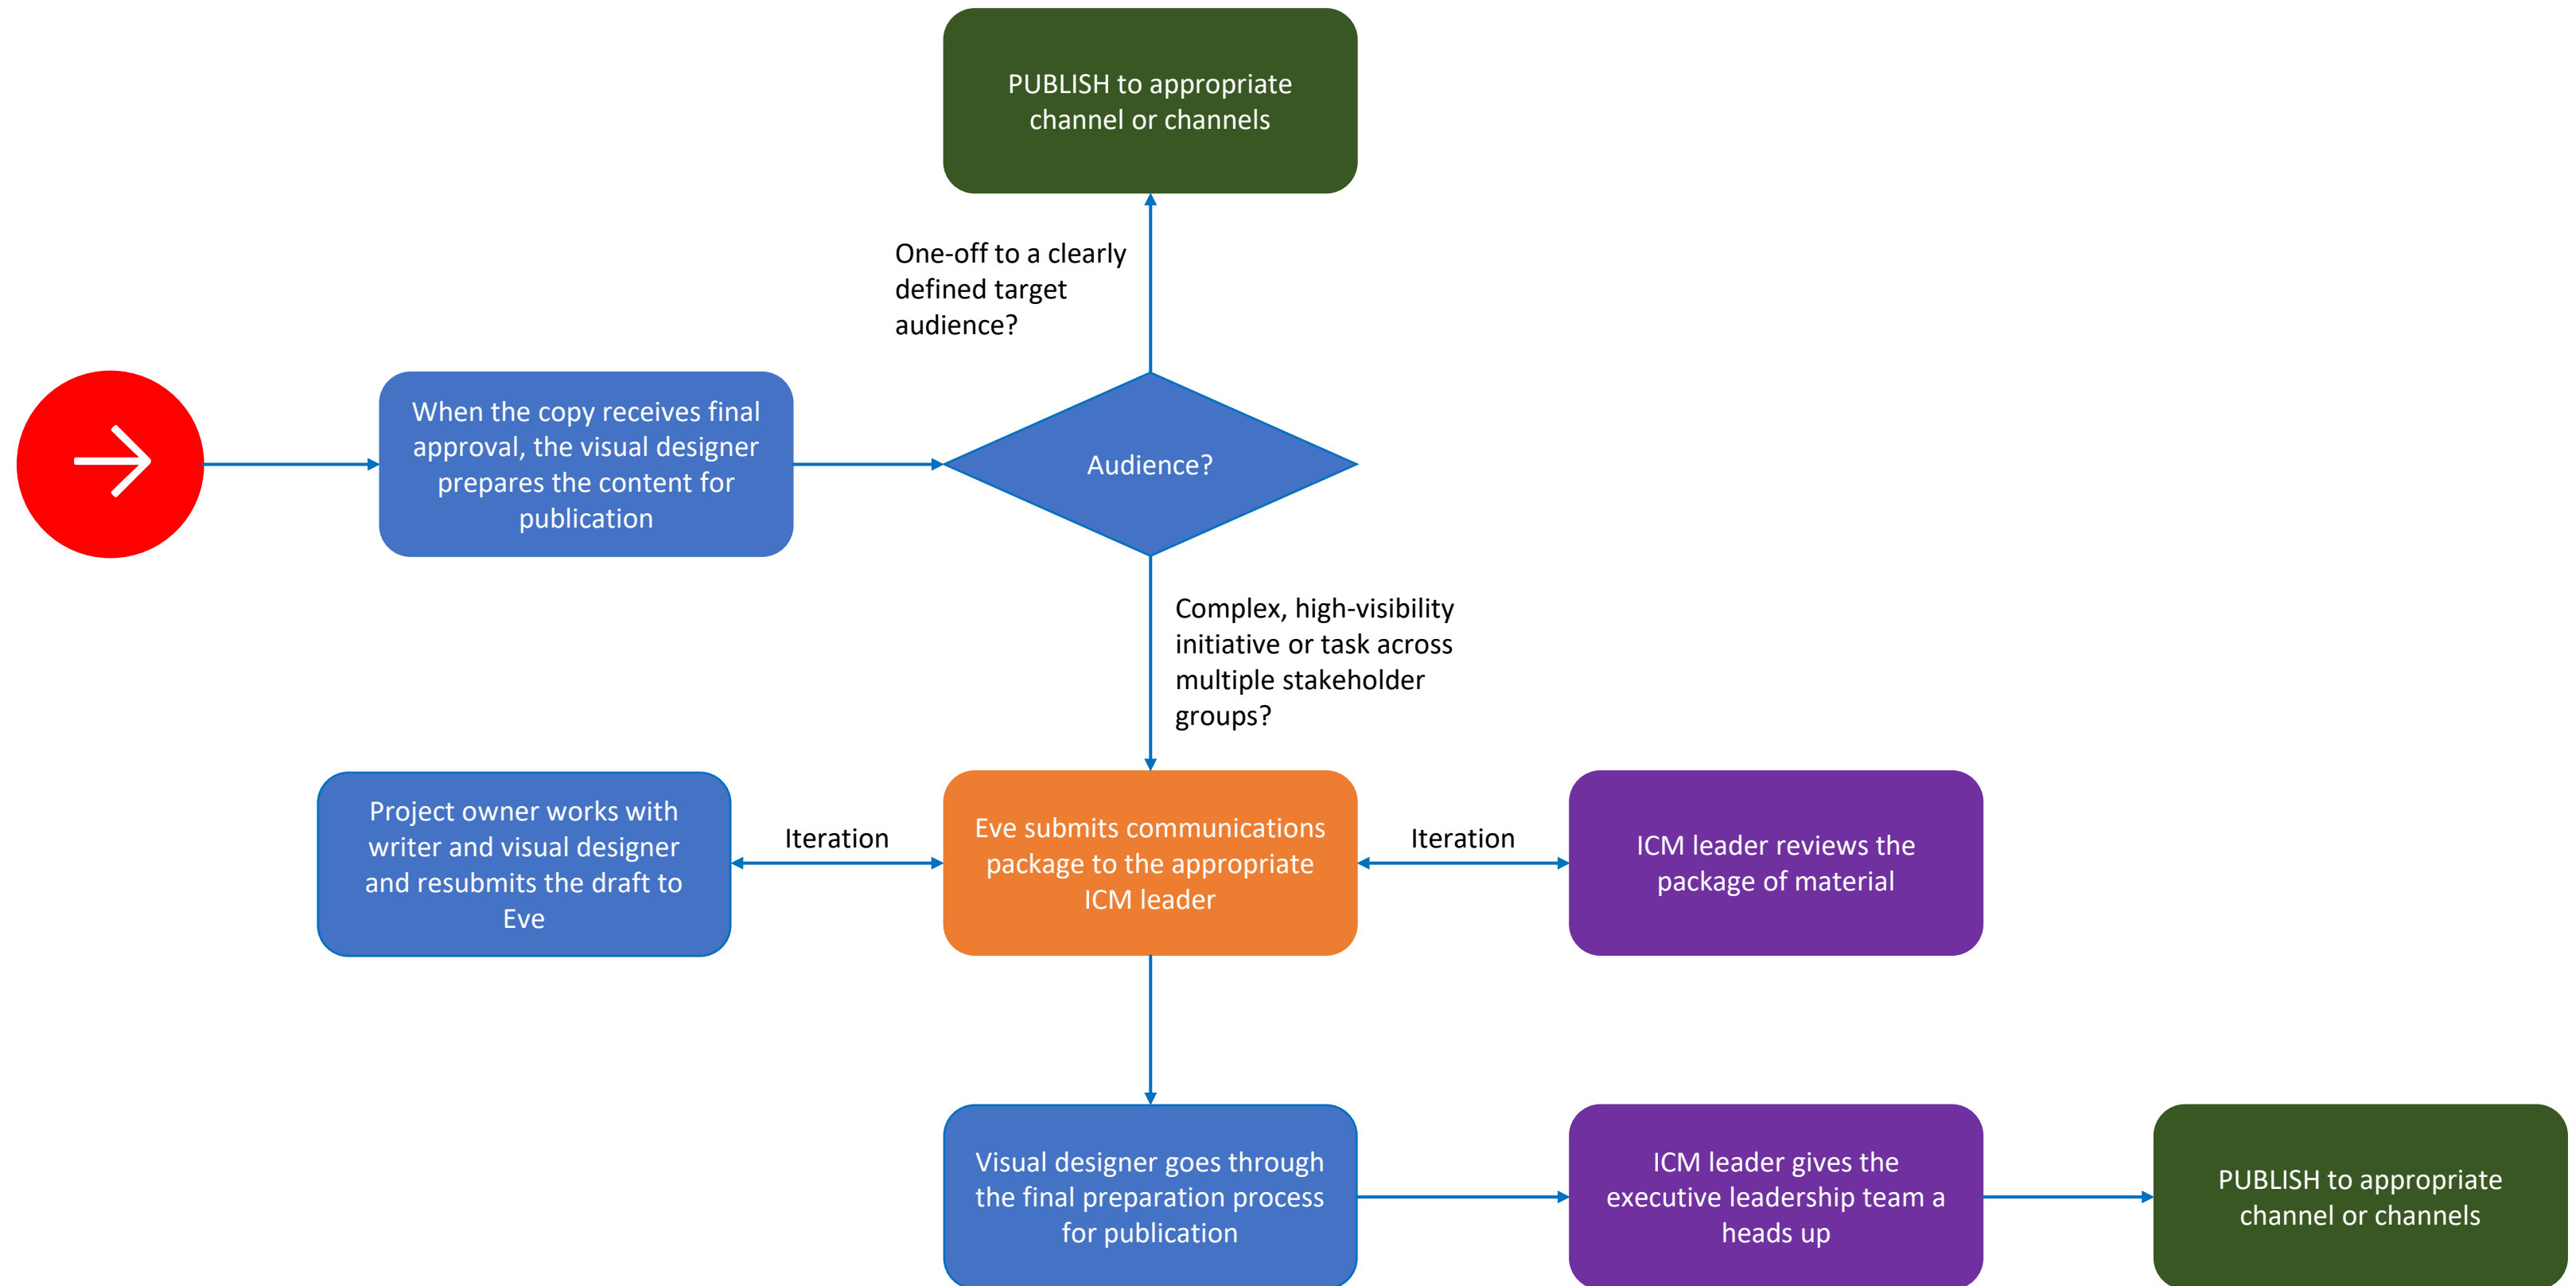 PUBLISH to appropriate
channel or channels
One-off to a clearly
defined target
audience?
When the copy receives final
approval, the visual designer
prepares the content for
publication
Audience?
Complex, high-visibility
initiative or task across
multiple stakeholder
groups?
Project owner works with
writer and visual designer
and resubmits the draft to
Eve
Iteration
Eve submits communications
package to the appropriate
ICM leader
Iteration
ICM leader reviews the
package of material
Visual designer goes through
the final preparation process
for publication
ICM leader gives the
executive leadership team a
heads up
PUBLISH to appropriate
channel or channels